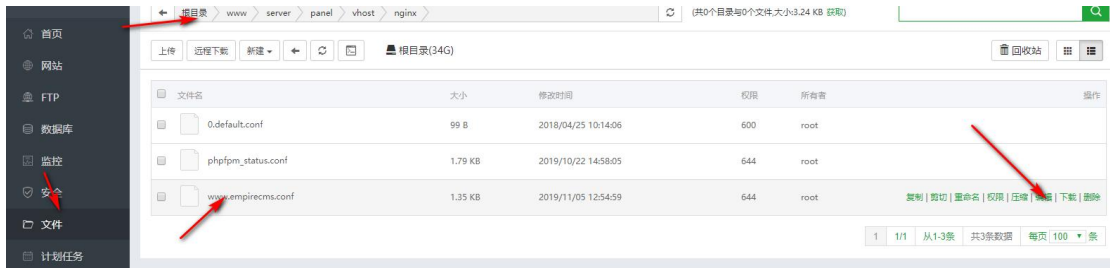 根目录 www server panel vhost nginx (共0个目录与0个文件,大小:3.24 KB 获取)
首页
上传 远程下载 新建 根目录(34G) 回收站
网站
FTP
文件名 大小 修改时间 权限 所有者 操作
数据库
0.default.conf 99 B 2018/04/25 10:14:06 600 root
监控
phpfpm_status.conf 1.79 KB 2019/10/22 14:58:05 644 root
安全
www.empirecms.conf 1.35 KB 2019/11/05 12:54:59 644 root 复制 | 剪切 | 重命名 | 权限 | 压缩 | 编辑 | 下载 | 删除
文件
1 1/1 从1-3条 共3条数据 每页 100 条
计划任务